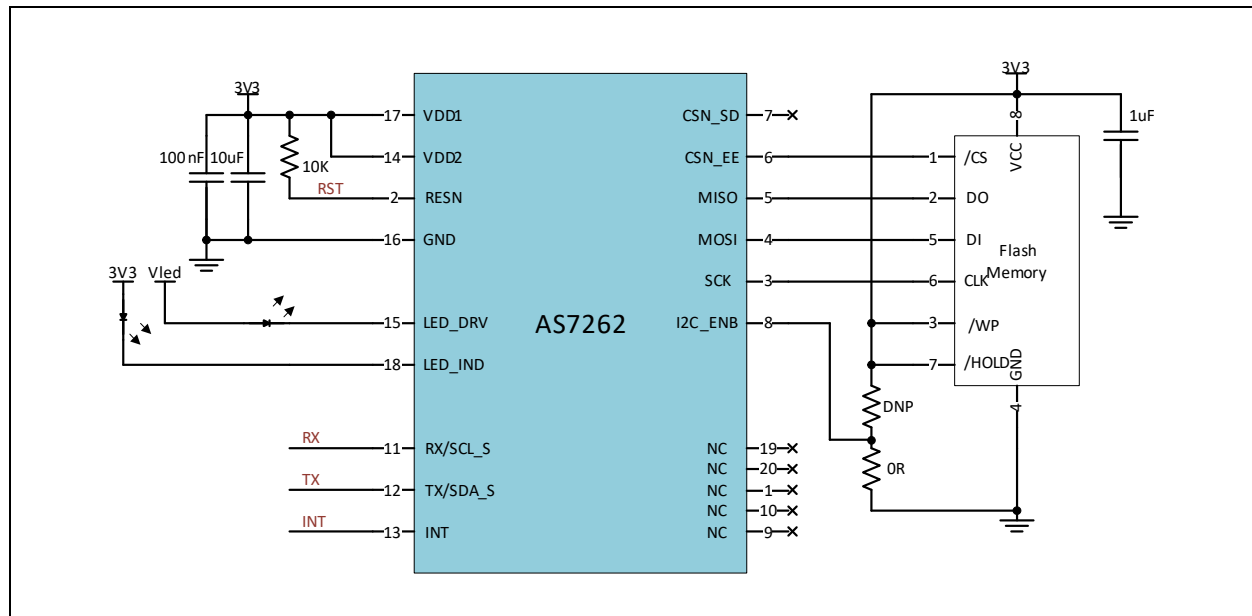 3V3
17 VDD1
14 VDD2
100nF 10uF
10K
RST
2 RESN
16 GND
3V3 Vled
15 LED_DRV
18 LED_IND
RX
11 RX/SCL_S
TX
12 TX/SDA_S
INT
13 INT
AS7262
CSN_SD 7
CSN_EE 6
MISO 5
MOSI 4
SCK 3
I2C_ENB 8
NC 19
NC 20
NC 1
NC 10
NC 9
3V3
1uF
8
VCC
1 /CS
2 DO
5 DI
6 CLK
3 /WP
7 /HOLD
Flash
Memory
GND
4
DNP
0R